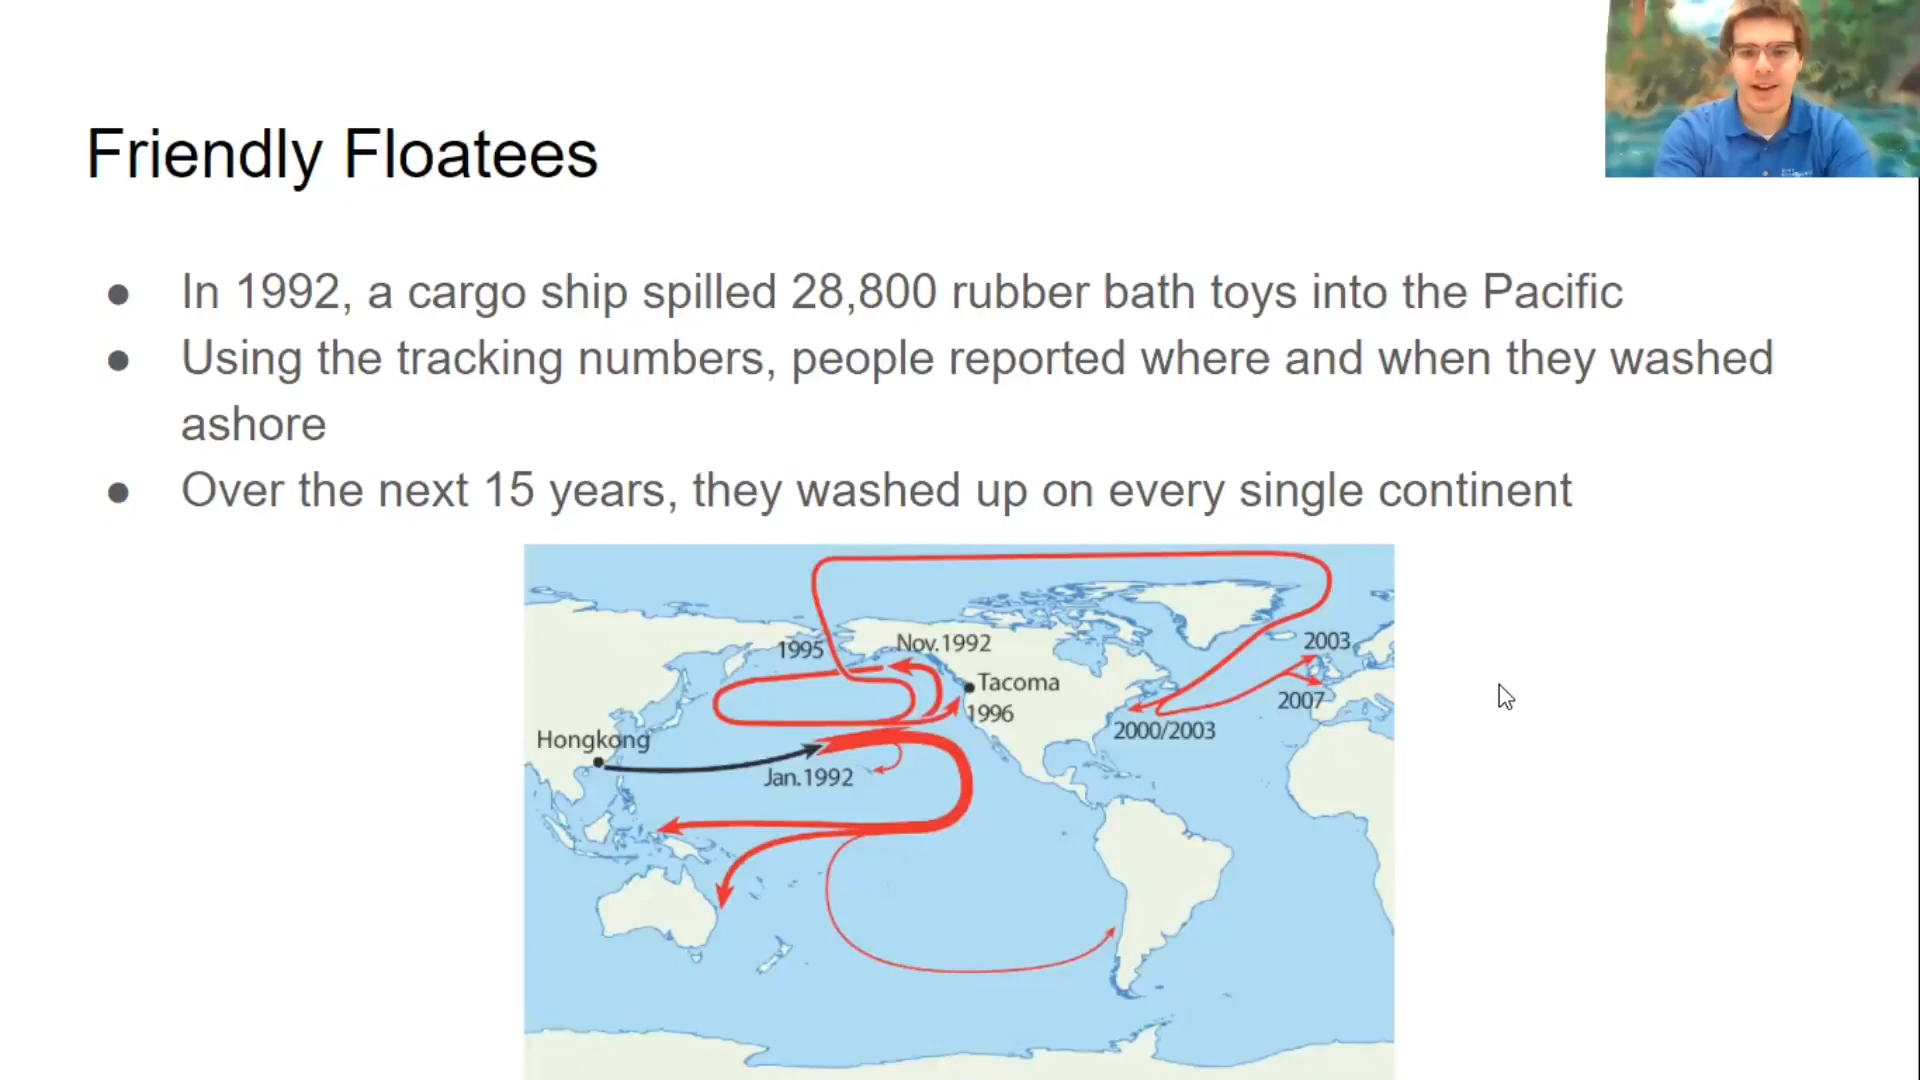 Friendly Floatees
● In 1992, a cargo ship spilled 28,800 rubber bath toys into the Pacific
● Using the tracking numbers, people reported where and when they washed
ashore
● Over the next 15 years, they washed up on every single continent
1995
Nov.1992
2003
Tacoma
1996
2007
2000/2003
Hongkong
Jan.1992